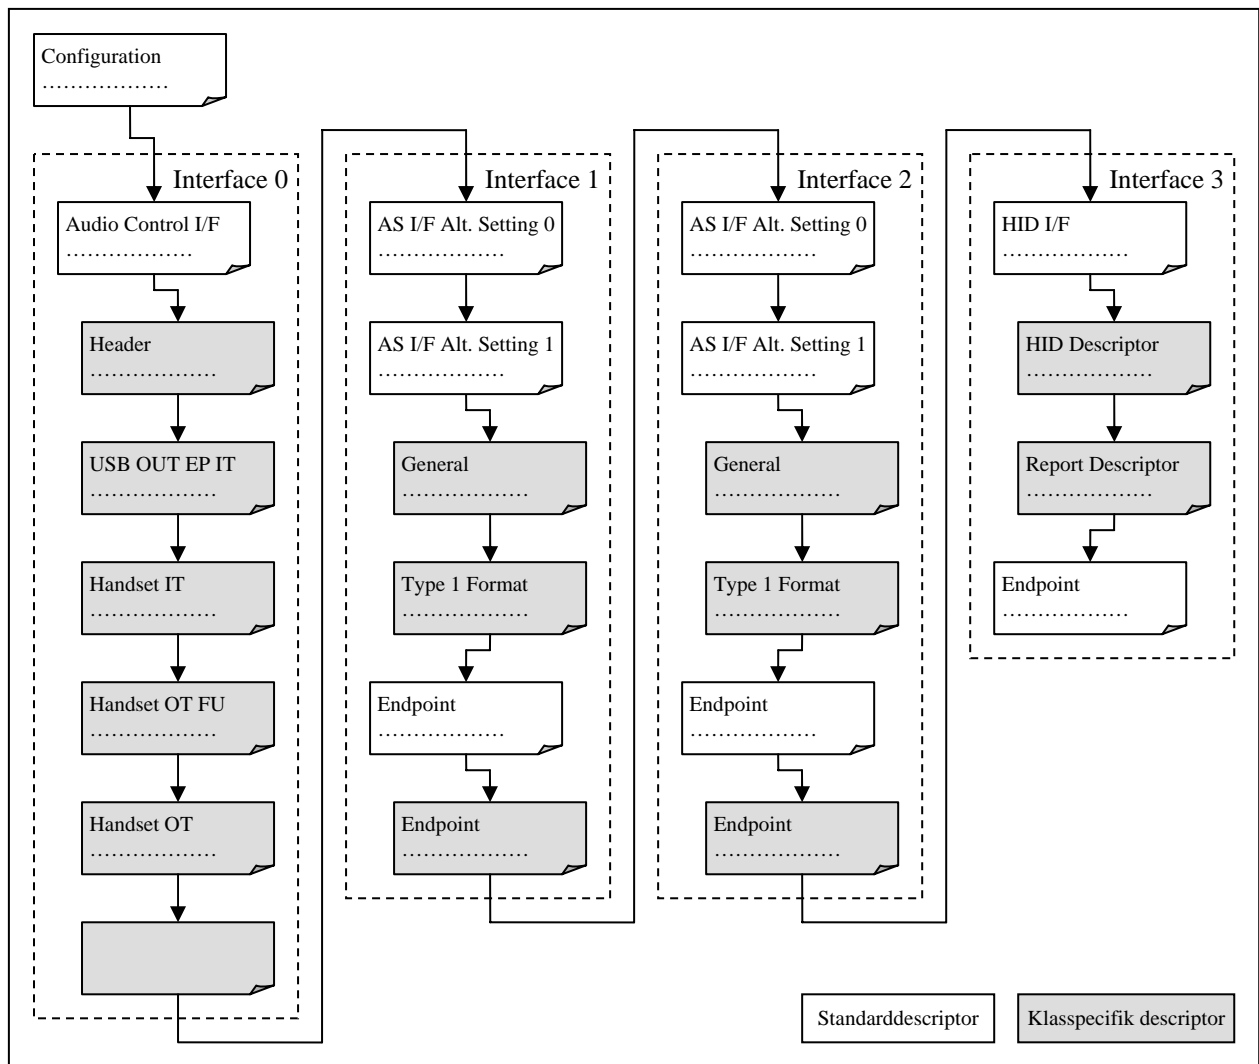 Configuration
………………
Interface 0
Audio Control I/F
………………
Header
………………
USB OUT EP IT
………………
Handset IT
………………
Handset OT FU
………………
Handset OT
………………
Interface 1
AS I/F Alt. Setting 0
………………
AS I/F Alt. Setting 1
………………
General
………………
Type 1 Format
………………
Endpoint
………………
Endpoint
………………
Interface 2
AS I/F Alt. Setting 0
………………
AS I/F Alt. Setting 1
………………
General
………………
Type 1 Format
………………
Endpoint
………………
Endpoint
………………
Interface 3
HID I/F
………………
HID Descriptor
………………
Report Descriptor
………………
Endpoint
………………
Standarddescriptor
Klasspecifik descriptor